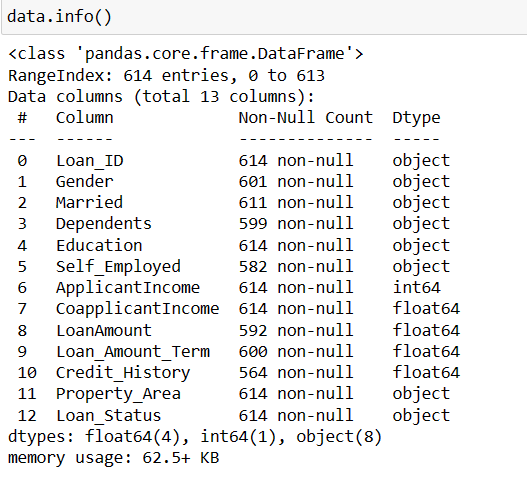 data.info()
<class 'pandas.core.frame.DataFrame'>
RangeIndex: 614 entries, 0 to 613
Data columns (total 13 columns):
 #   Column             Non-Null Count  Dtype
---  ------             --------------  -----
 0   Loan_ID            614 non-null    object
 1   Gender             601 non-null    object
 2   Married            611 non-null    object
 3   Dependents         599 non-null    object
 4   Education          614 non-null    object
 5   Self_Employed      582 non-null    object
 6   ApplicantIncome    614 non-null    int64
 7   CoapplicantIncome  614 non-null    float64
 8   LoanAmount         592 non-null    float64
 9   Loan_Amount_Term   600 non-null    float64
 10  Credit_History     564 non-null    float64
 11  Property_Area      614 non-null    object
 12  Loan_Status        614 non-null    object
dtypes: float64(4), int64(1), object(8)
memory usage: 62.5+ KB